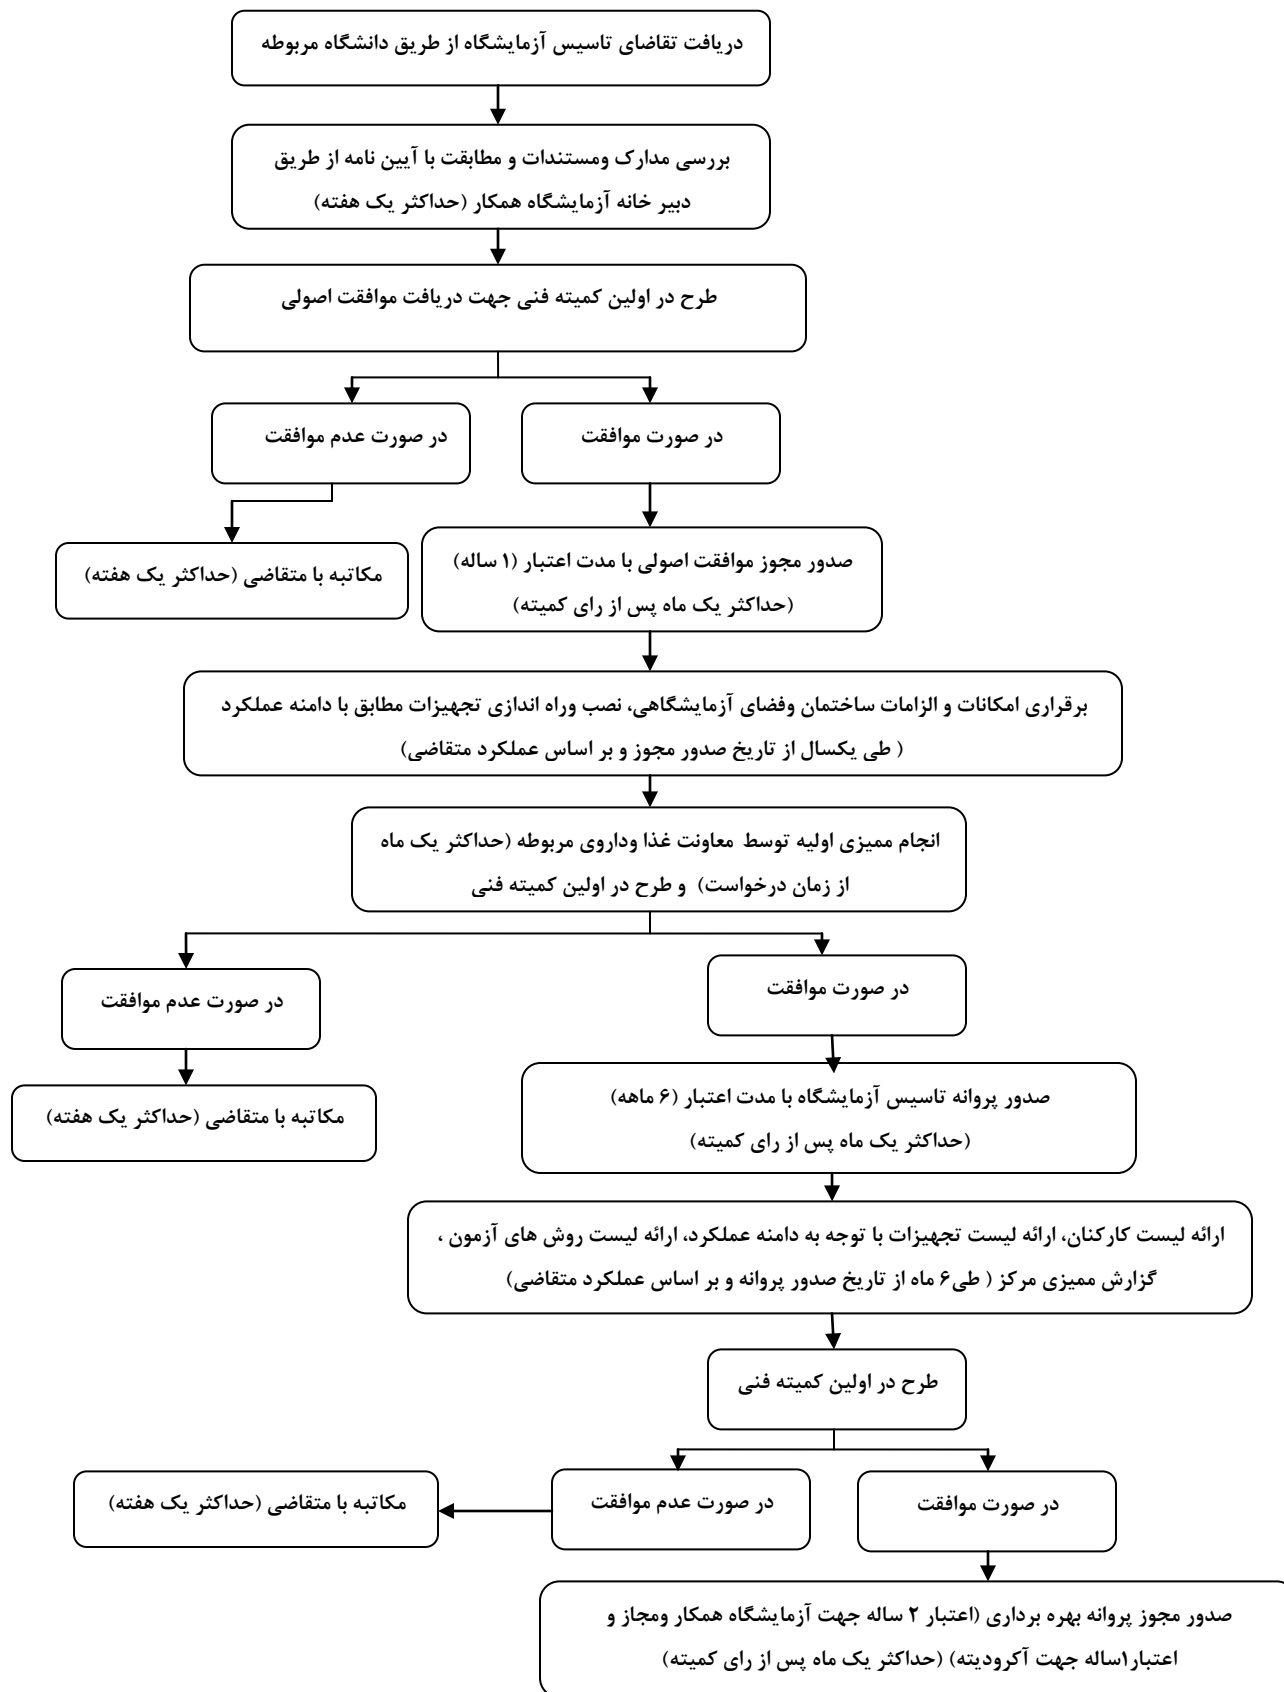 دریافت تقاضای تاسیس آزمایشگاه از طریق دانشگاه مربوطه
بررسی مدارک ومستندات و مطابقت با آیین نامه از طریق
دبیر خانه آزمایشگاه همکار (حداکثر یک هفته)
طرح در اولین کمیته فنی جهت دریافت موافقت اصولی
در صورت موافقت
در صورت عدم موافقت
صدور مجوز موافقت اصولی با مدت اعتبار (۱ ساله)
(حداکثر یک ماه پس از رای کمیته)
مکاتبه با متقاضی (حداکثر یک هفته)
برقراری امکانات و الزامات ساختمان وفضای آزمایشگاهی، نصب وراه اندازی تجهیزات مطابق با دامنه عملکرد
( طی یکسال از تاریخ صدور مجوز و بر اساس عملکرد متقاضی)
انجام ممیزی اولیه توسط معاونت غذا وداروی مربوطه (حداکثر یک ماه
از زمان درخواست) و طرح در اولین کمیته فنی
در صورت موافقت
در صورت عدم موافقت
صدور پروانه تاسیس آزمایشگاه با مدت اعتبار (۶ ماهه)
(حداکثر یک ماه پس از رای کمیته)
مکاتبه با متقاضی (حداکثر یک هفته)
ارائه لیست کارکنان، ارائه لیست تجهیزات با توجه به دامنه عملکرد، ارائه لیست روش های آزمون ،
گزارش ممیزی مرکز ( طی۶ ماه از تاریخ صدور پروانه و بر اساس عملکرد متقاضی)
طرح در اولین کمیته فنی
در صورت موافقت
در صورت عدم موافقت
مکاتبه با متقاضی (حداکثر یک هفته)
صدور مجوز پروانه بهره برداری (اعتبار ۲ ساله جهت آزمایشگاه همکار ومجاز و
اعتبار۱ساله جهت آکرودیته) (حداکثر یک ماه پس از رای کمیته)